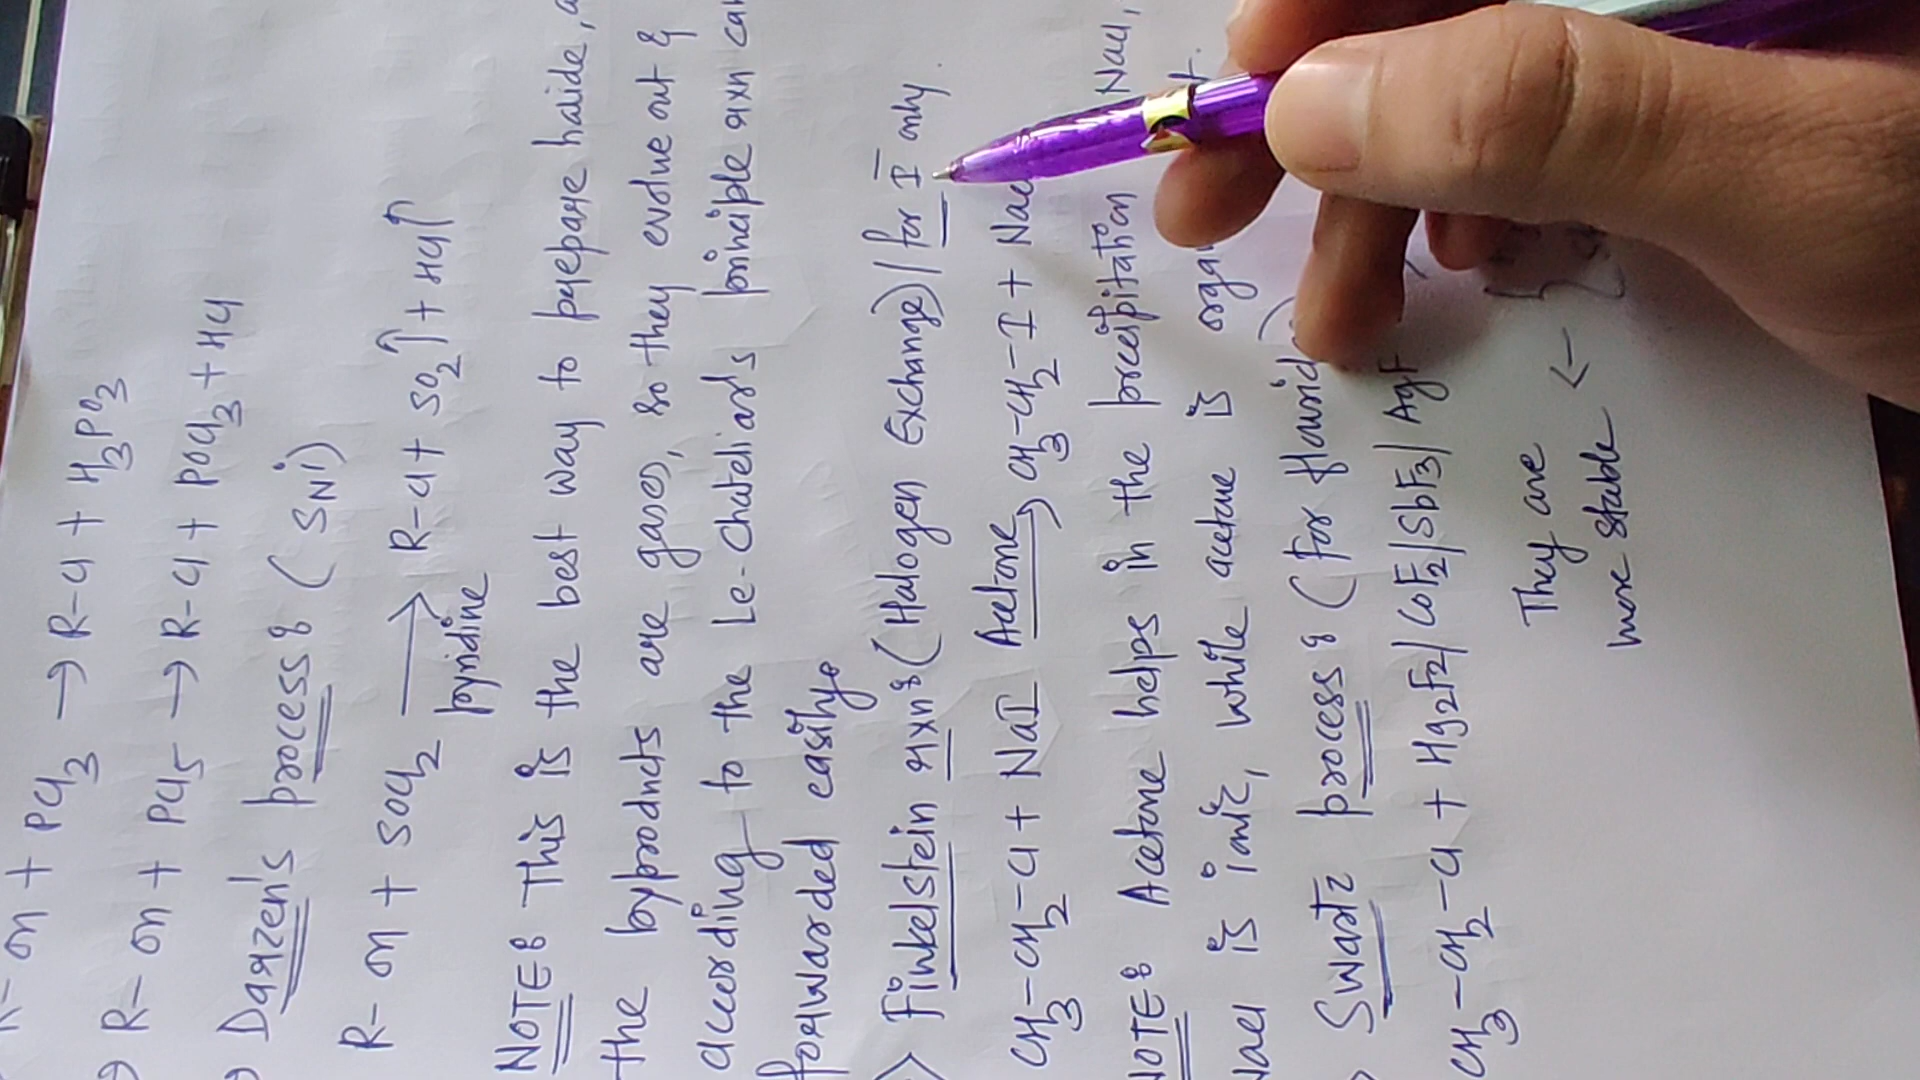 R-OH + PCl3 → R-Cl + H3PO3
→ R-OH + PCl5 → R-Cl + POCl3 + HCl
Darzen's process: (SNi)
R-OH + SOCl2 → R-Cl + SO2↑ + HCl↑
pyridine
NOTE: This is the best way to prepare halide,
the byproducts are gases, so they evolve out &
according to the Le-Chatelier's principle rxn can
forwarded easily.
> Finkelstein rxn: (Halogen Exchange) / for I⁻ only.
CH3-CH2-Cl + NaI Acetone→ CH3-CH2-I + NaCl
NOTE: Acetone helps in the precipitation of NaCl,
NaCl is ionic, while acetone is
Swartz process: (for
CH3-CH2-Cl + Hg2F2/CoF2/SbF3/AgF
They are
more stable ←